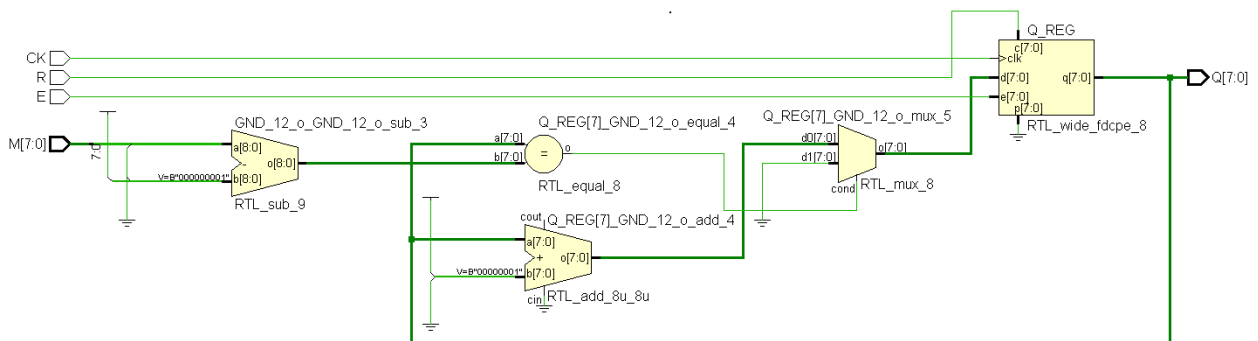 Q_REG
CK
c[7:0]
clk
R
d[7:0]
q[7:0]
Q[7:0]
E
e[7:0]
p[7:0]
RTL_wide_fdcpe_8
GND_12_o_GND_12_o_sub_3
Q_REG[7]_GND_12_o_equal_4
Q_REG[7]_GND_12_o_mux_5
M[7:0]
7:0
a[8:0]
-
o[8:0]
V=B"000000001"
b[8:0]
RTL_sub_9
a[7:0]
b[7:0]
=
o
RTL_equal_8
d0[7:0]
d1[7:0]
o[7:0]
cond
RTL_mux_8
cout
Q_REG[7]_GND_12_o_add_4
a[7:0]
+
o[7:0]
V=B"00000001"
b[7:0]
cin
RTL_add_8u_8u